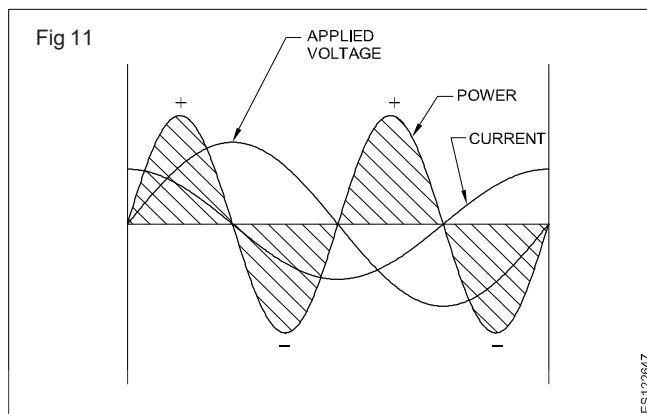 Fig 11
APPLIED
VOLTAGE
+
+
POWER
CURRENT
–
–
ES122647